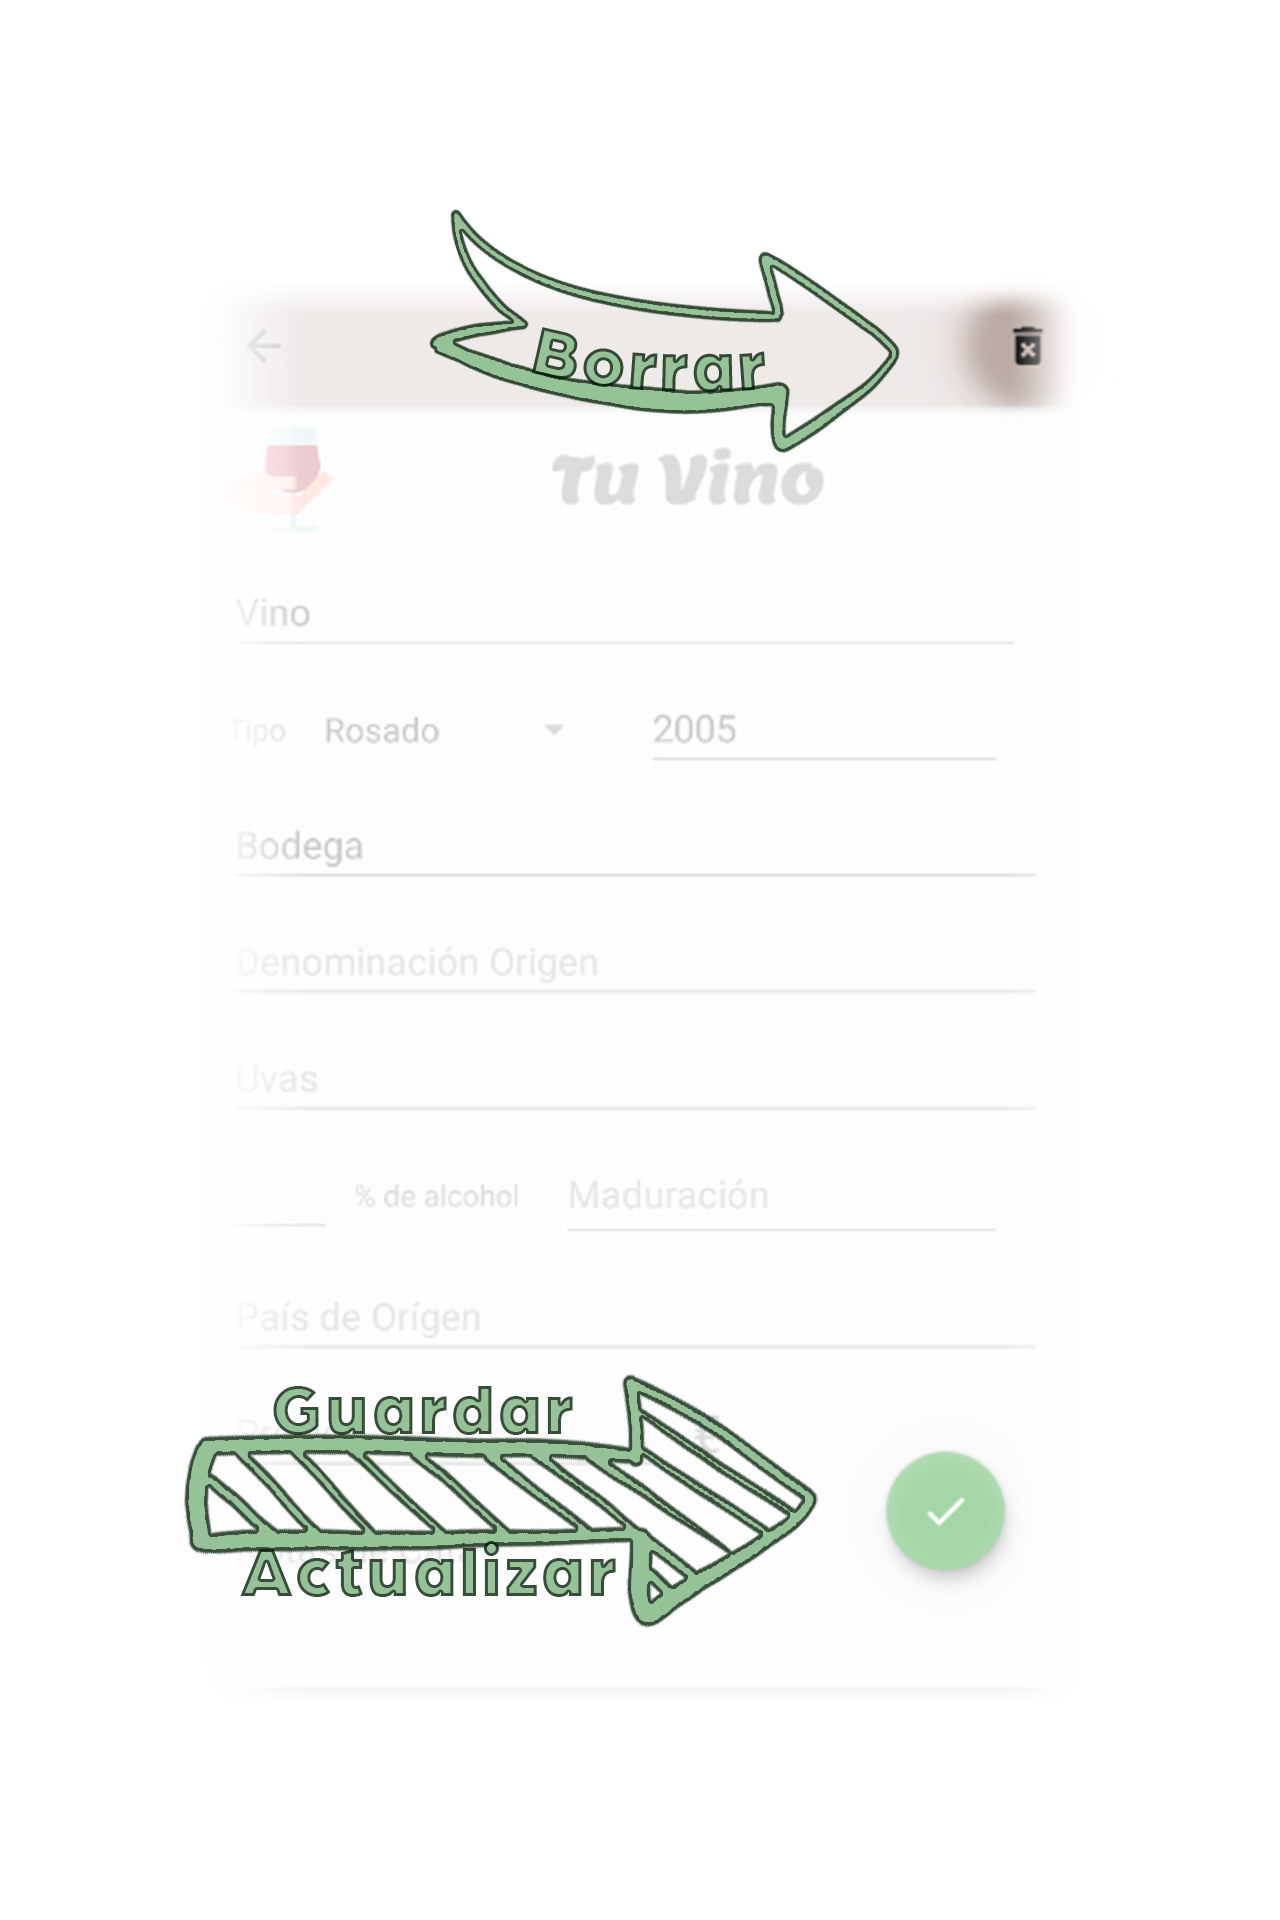 Borrar
Tu Vino
Vino
Tipo Rosado 2005
Bodega
Denominación Origen
Uvas
% de alcohol Maduración
País de Orígen
Guardar
€
Actualizar